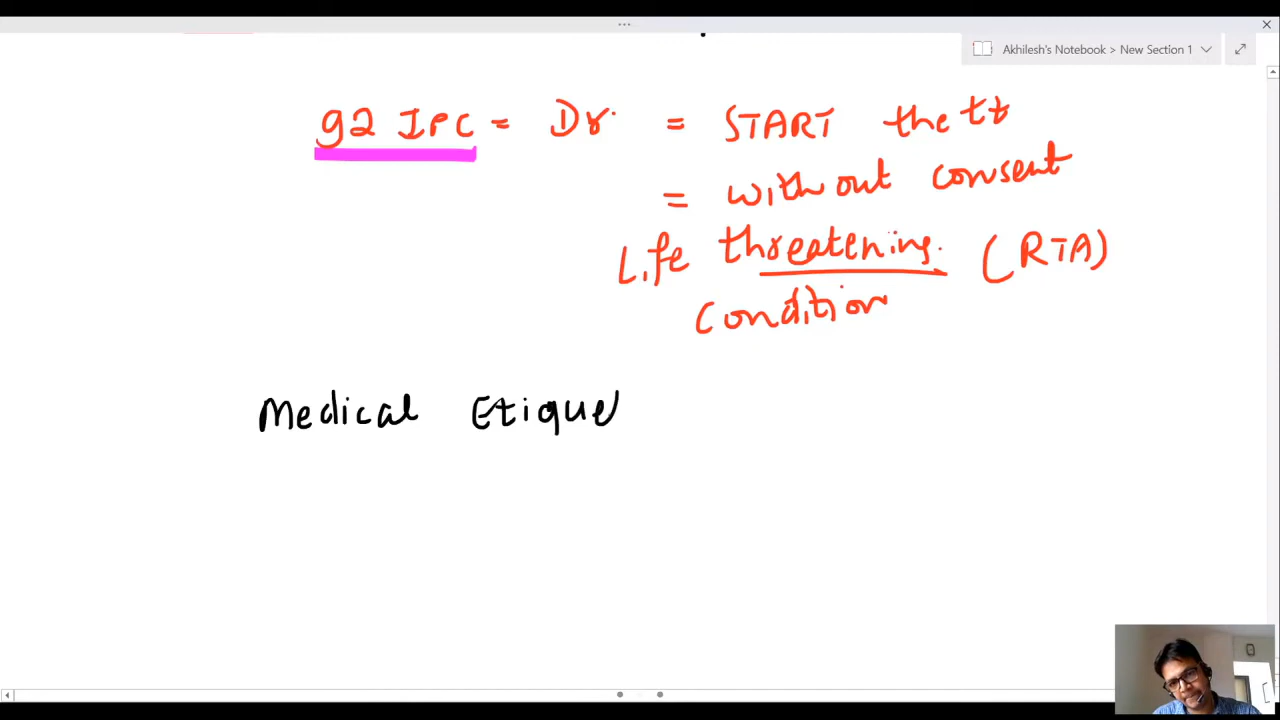 Akhilesh's Notebook > New Section 1
92 IPC = Dr. = START the tt
= without consent
Life threatening. (RTA)
Condition
Medical Etique